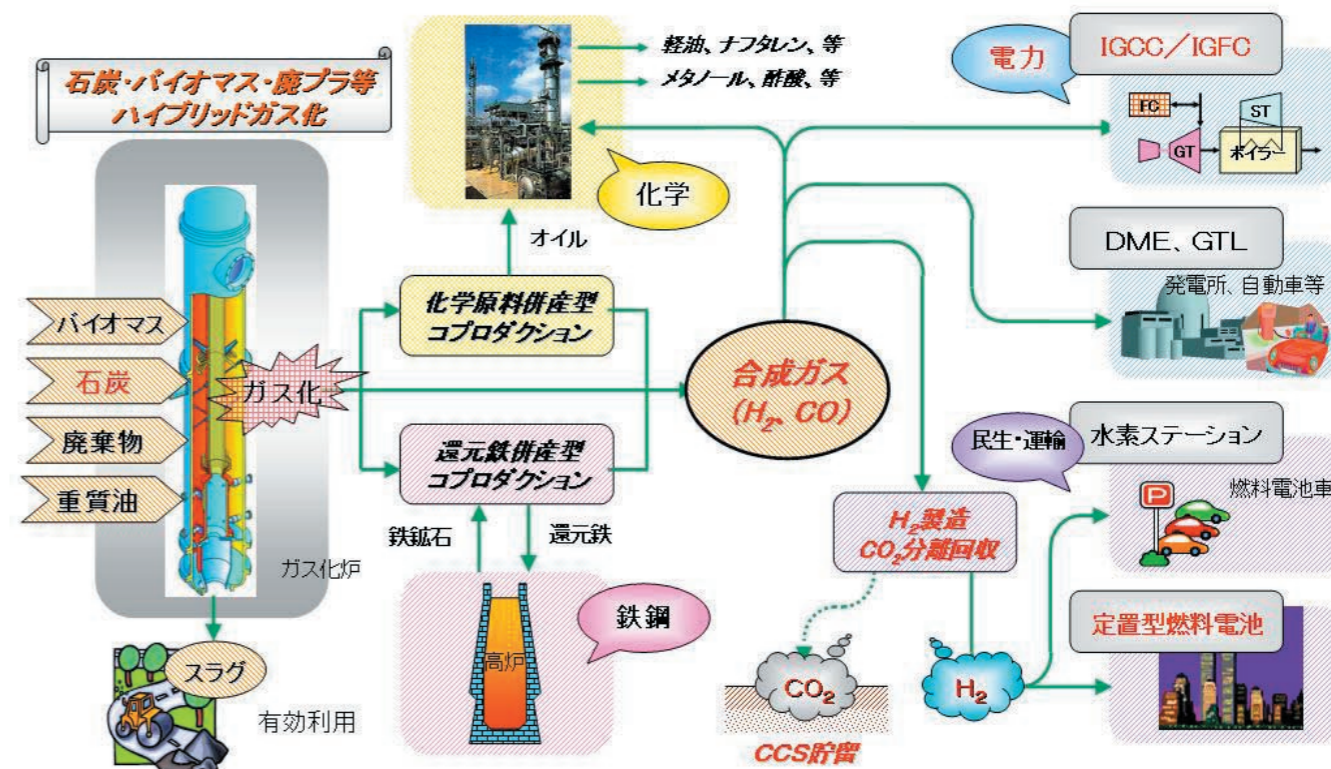 石炭・バイオマス・廃プラ等
ハイブリッドガス化
バイオマス
石炭
廃棄物
重質油
ガス化
ガス化炉
スラグ
有効利用
軽油、ナフタレン、等
メタノール、酢酸、等
化学
オイル
化学原料併産型
コプロダクション
還元鉄併産型
コプロダクション
鉄鉱石
還元鉄
高炉
鉄鋼
合成ガス
(H₂、CO)
電力
IGCC／IGFC
FC
ST
GT
ボイラー
DME、GTL
発電所、自動車等
民生・運輸
水素ステーション
P
燃料電池車
H₂製造
CO₂分離回収
定置型燃料電池
CO₂
H₂
CCS貯留